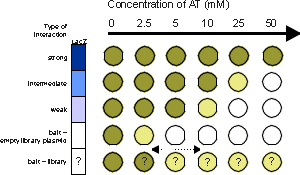 Concentration of AT (mM)
Type of
Interaction
LacZ
0 2.5 5 10 25 50
strong
intermediate
weak
bait –
empty library plasmid
bait – library
? ? ? ? ? ?